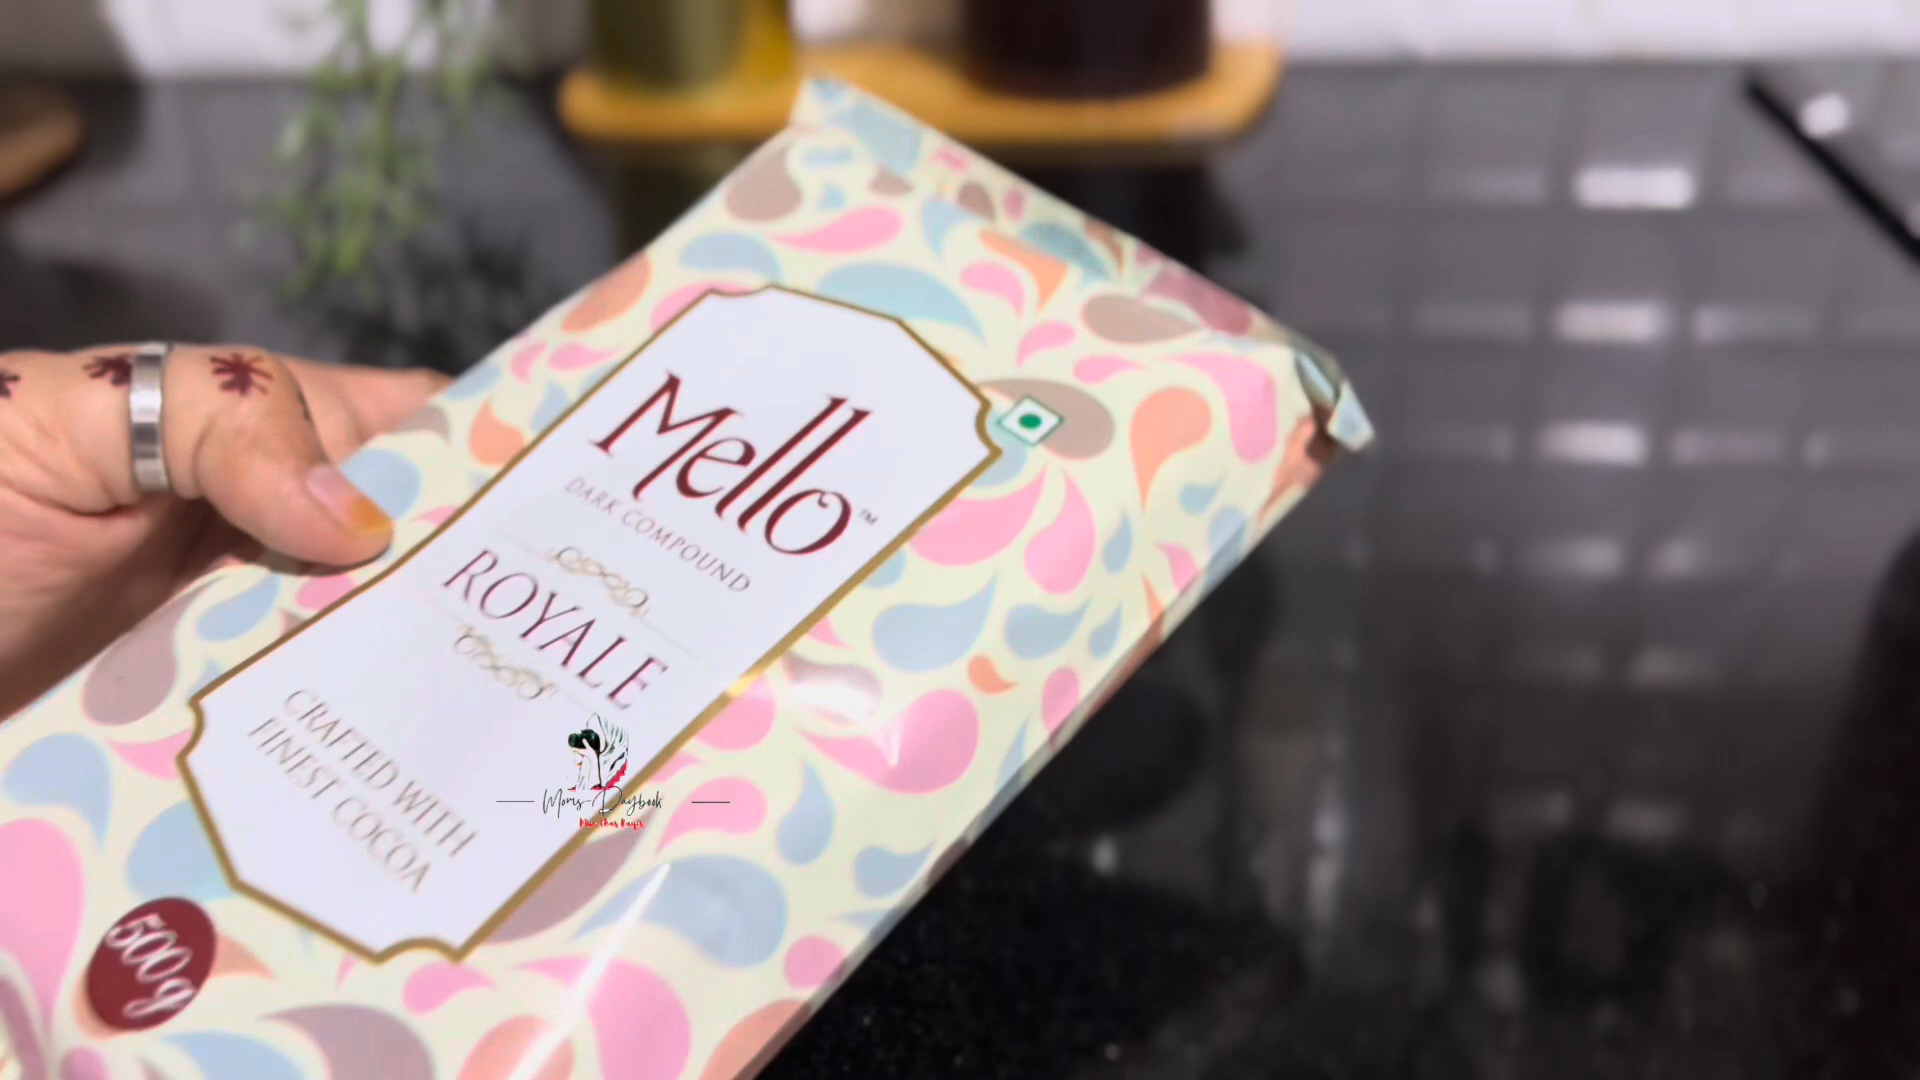 Mello™
DARK COMPOUND
ROYALE
CRAFTED WITH
FINEST COCOA
500g
Moms Daybook